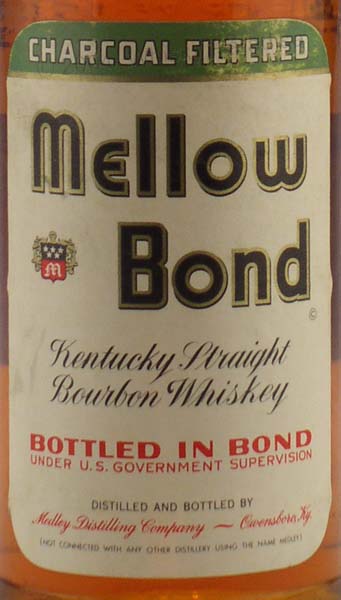 CHARCOAL FILTERED
Mellow
Bond
M
©
Kentucky Straight
Bourbon Whiskey
BOTTLED IN BOND
UNDER U.S. GOVERNMENT SUPERVISION
DISTILLED AND BOTTLED BY
Medley Distilling Company ~ Owensboro, Ky.
(NOT CONNECTED WITH ANY OTHER DISTILLERY USING THE NAME MEDLEY)